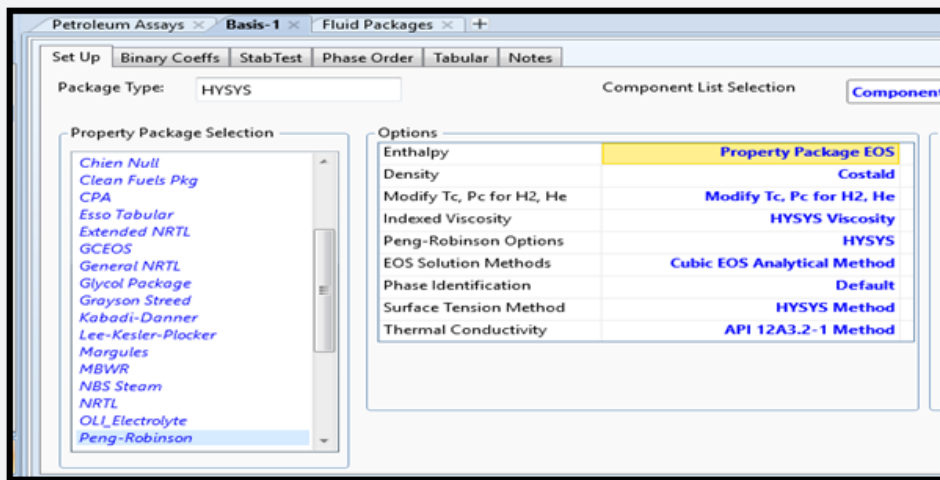 Petroleum Assays Basis-1 Fluid Packages +
Set Up Binary Coeffs StabTest Phase Order Tabular Notes
Package Type: HYSYS Component List Selection Component
Property Package Selection
Chien Null
Clean Fuels Pkg
CPA
Esso Tabular
Extended NRTL
GCEOS
General NRTL
Glycol Package
Grayson Streed
Kabadi-Danner
Lee-Kesler-Plocker
Margules
MBWR
NBS Steam
NRTL
OLI_Electrolyte
Peng-Robinson
Options
Enthalpy Property Package EOS
Density Costald
Modify Tc, Pc for H2, He Modify Tc, Pc for H2, He
Indexed Viscosity HYSYS Viscosity
Peng-Robinson Options HYSYS
EOS Solution Methods Cubic EOS Analytical Method
Phase Identification Default
Surface Tension Method HYSYS Method
Thermal Conductivity API 12A3.2-1 Method